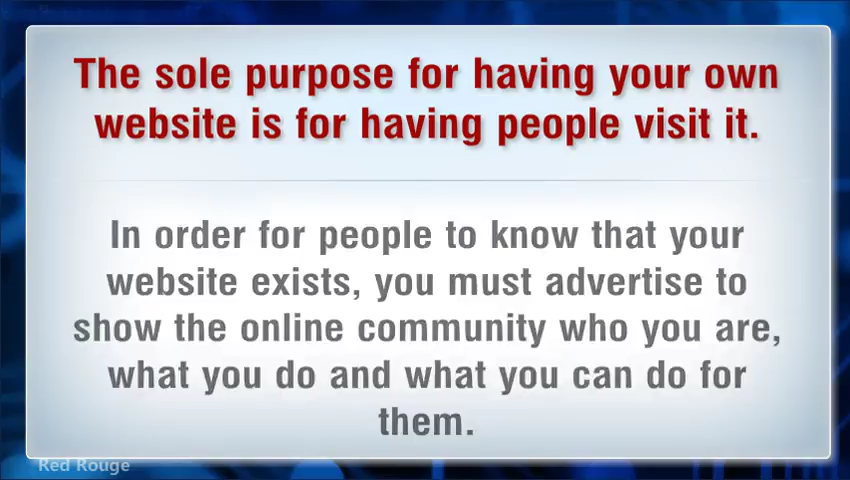 The sole purpose for having your own
website is for having people visit it.
In order for people to know that your
website exists, you must advertise to
show the online community who you are,
what you do and what you can do for
them.
Red Rouge